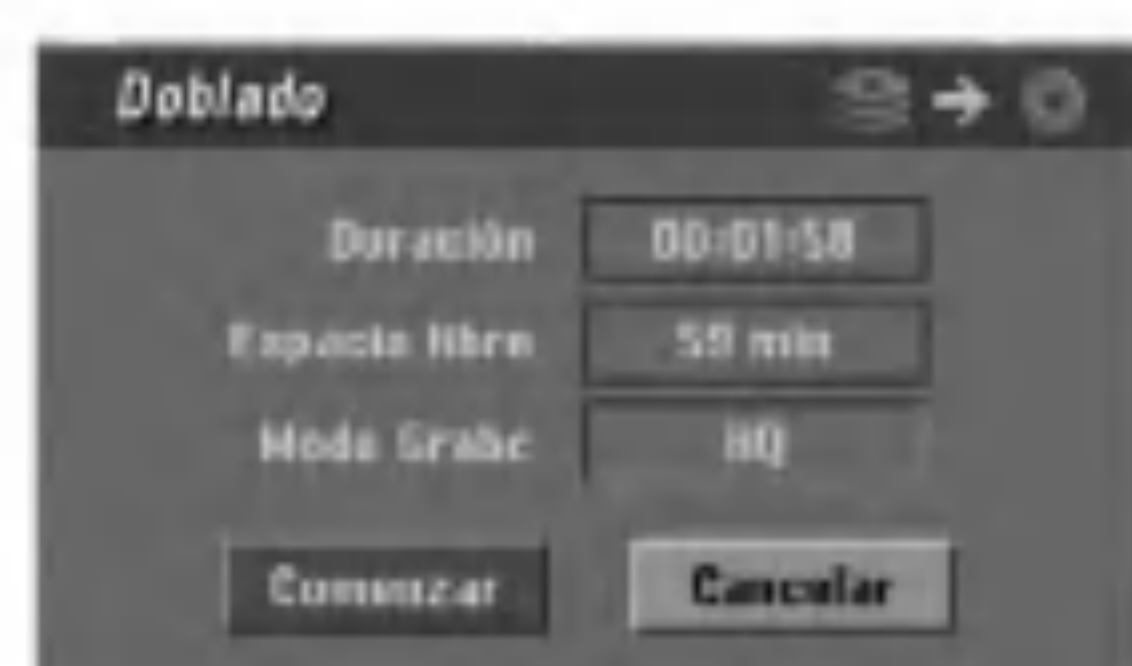 Doblado
Duración 00:01:58
Espacio libre 59 min
Modo Grabc HQ
Comenzar Cancelar